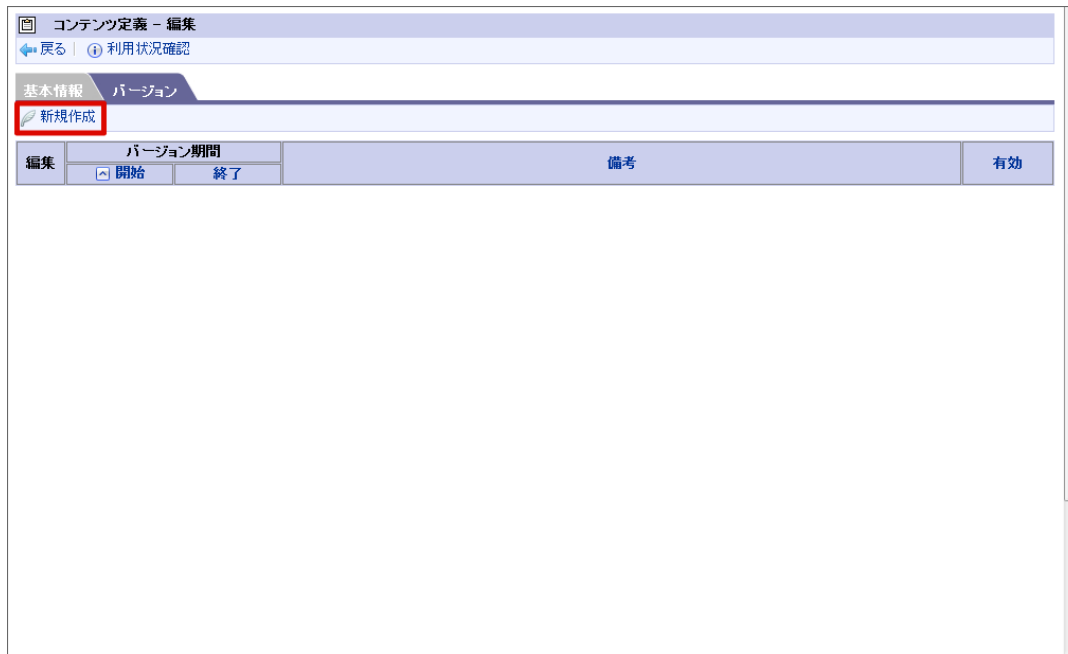 コンテンツ定義 - 編集
戻る 利用状況確認
基本情報 バージョン
新規作成
編集 バージョン期間 備考 有効
開始 終了